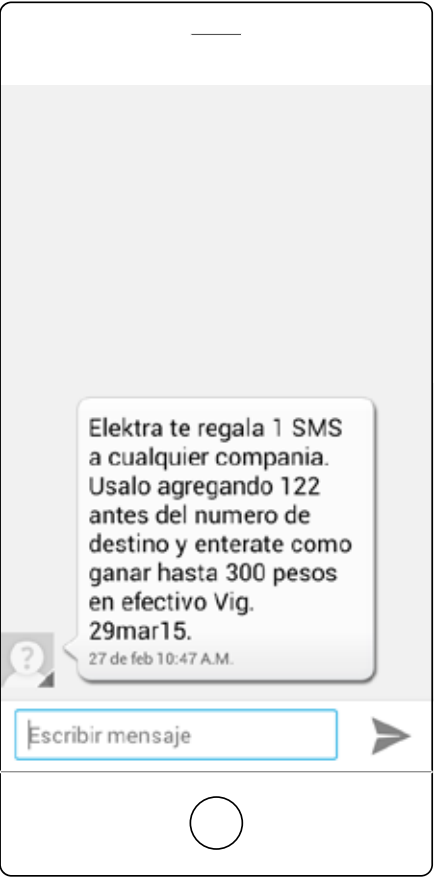 Elektra te regala 1 SMS
a cualquier compania.
Usalo agregando 122
antes del numero de
destino y enterate como
ganar hasta 300 pesos
en efectivo Vig.
29mar15.
27 de feb 10:47 A.M.
Escribir mensaje